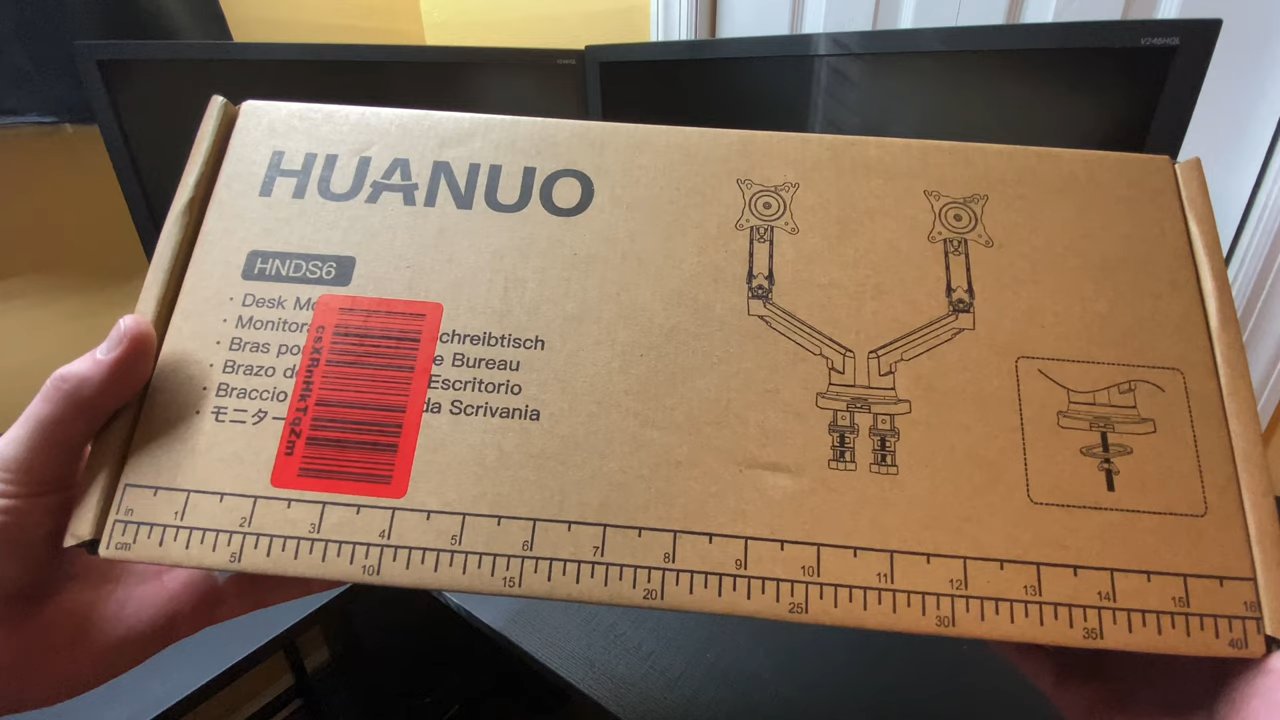 V246HQL
HUANUO
HNDS6
· Desk Mo
· Monitor chreibtisch
· Bras po e Bureau
· Brazo d Escritorio
· Braccio da Scrivania
· モニター
csXRnHkTqZm
in 1 2 3 4 5 6 7 8 9 10 11 12 13 14 15 16
cm 5 10 15 20 25 30 35 40